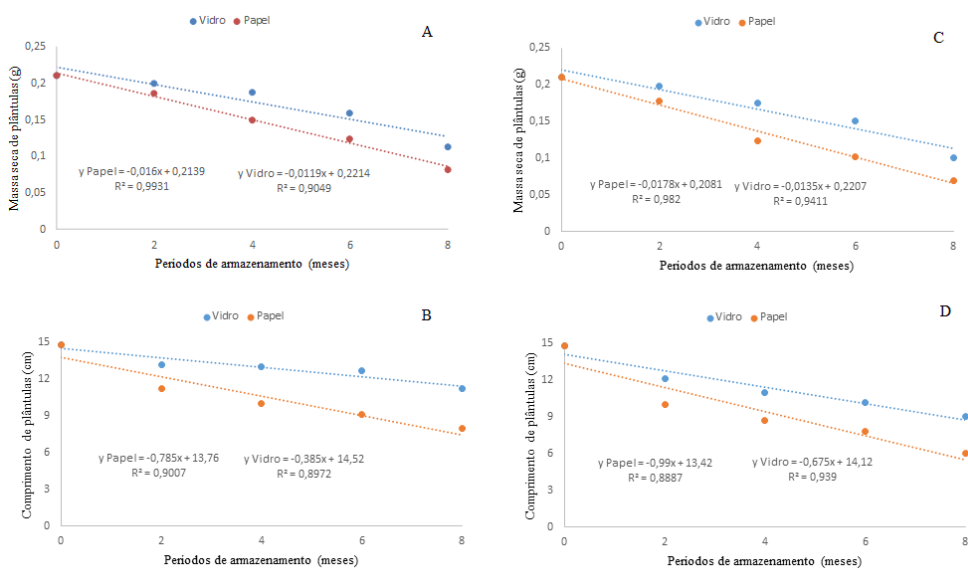 Vidro Papel
A
0,25
0,2
0,15
0,1
0,05
0
Massa seca de plântulas (g)
y Papel = -0,016x + 0,2139
R² = 0,9931
y Vidro = -0,0119x + 0,2214
R² = 0,9049
0 2 4 6 8
Periodos de armazenamento (meses)
Vidro Papel
C
0,25
0,2
0,15
0,1
0,05
0
Massa seca de plântulas (g)
y Papel = -0,0178x + 0,2081
R² = 0,982
y Vidro = -0,0135x + 0,2207
R² = 0,9411
0 2 4 6 8
Periodos de armazenamento (meses)
Vidro Papel
B
15
12
9
6
3
0
Comprimento de plântulas (cm)
y Papel = -0,785x + 13,76
R² = 0,9007
y Vidro = -0,385x + 14,52
R² = 0,8972
0 2 4 6 8
Periodos de armazenamento (meses)
Vidro Papel
D
15
12
9
6
3
0
Comprimento de plântulas (cm)
y Papel = -0,99x + 13,42
R² = 0,8887
y Vidro = -0,675x + 14,12
R² = 0,939
0 2 4 6 8
Periodos de armazenamento (meses)